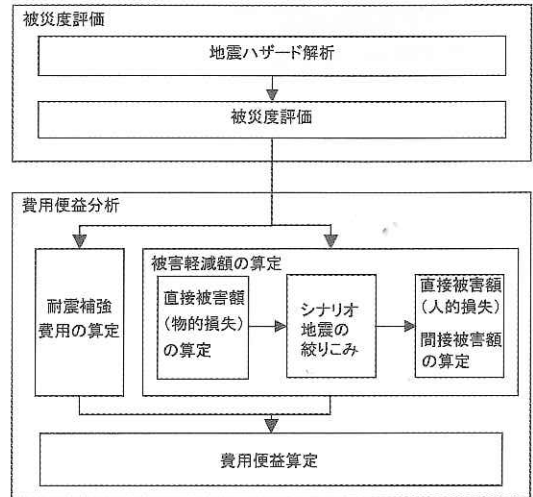 被災度評価
地震ハザード解析
被災度評価
費用便益分析
耐震補強
費用の算定
被害軽減額の算定
直接被害額
(物的損失)
の算定
シナリオ
地震の
絞りこみ
直接被害額
(人的損失)
間接被害額
の算定
費用便益算定